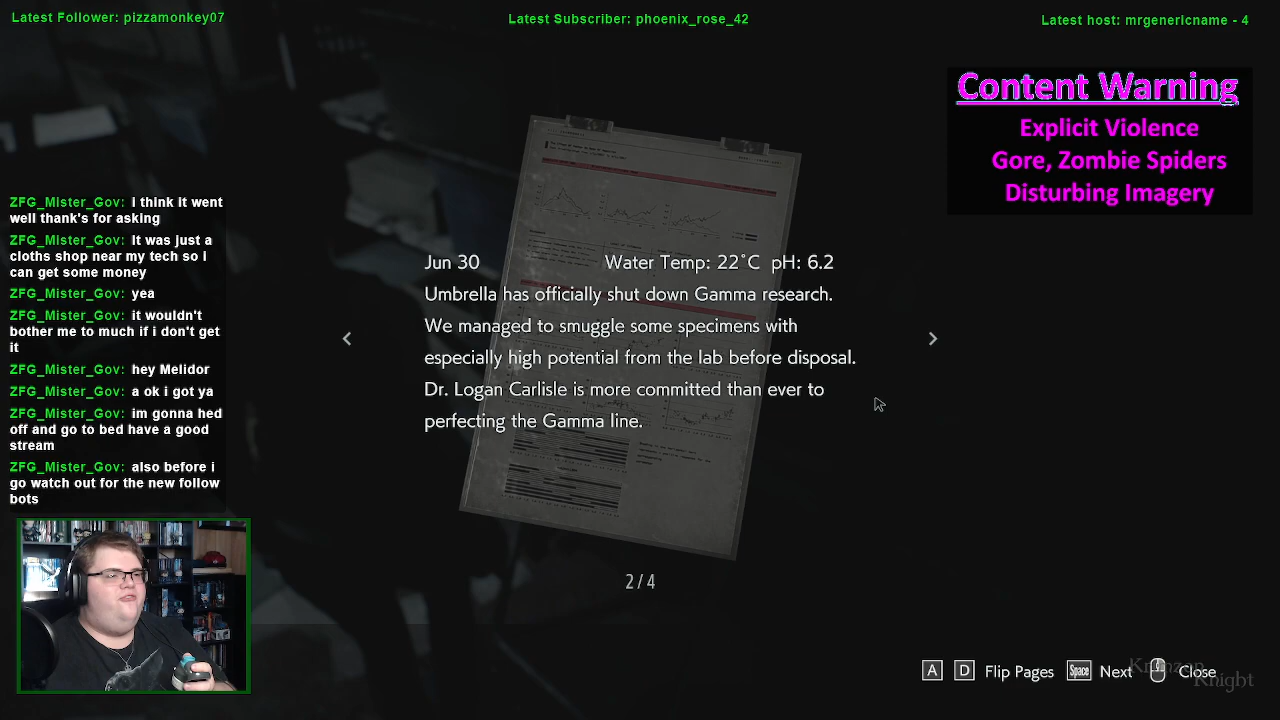 Latest Follower: pizzamonkey07
Latest Subscriber: phoenix_rose_42
Latest host: mrgenericname - 4
Content Warning
Explicit Violence
Gore, Zombie Spiders
Disturbing Imagery
ZFG_Mister_Gov: i think it went
well thank's for asking
ZFG_Mister_Gov: It was just a
cloths shop near my tech so i
can get some money
ZFG_Mister_Gov: yea
ZFG_Mister_Gov: it wouldn't
bother me to much if i don't get
it
ZFG_Mister_Gov: hey Melidor
ZFG_Mister_Gov: a ok i got ya
ZFG_Mister_Gov: im gonna hed
off and go to bed have a good
stream
ZFG_Mister_Gov: also before i
go watch out for the new follow
bots
Jun 30 Water Temp: 22°C pH: 6.2
Umbrella has officially shut down Gamma research.
We managed to smuggle some specimens with
especially high potential from the lab before disposal.
Dr. Logan Carlisle is more committed than ever to
perfecting the Gamma line.
2 / 4
A D Flip Pages Space Next Close
Knight